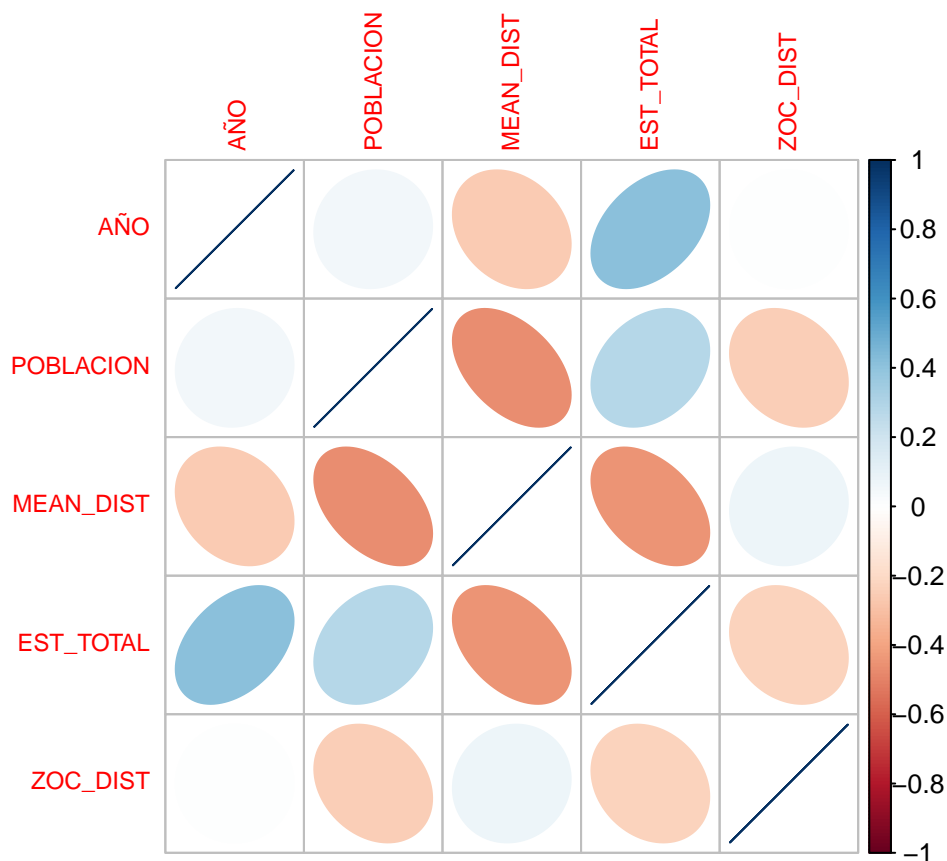 AÑO
POBLACION
MEAN_DIST
EST_TOTAL
ZOC_DIST
AÑO
POBLACION
MEAN_DIST
EST_TOTAL
ZOC_DIST
1
0.8
0.6
0.4
0.2
0
−0.2
−0.4
−0.6
−0.8
−1